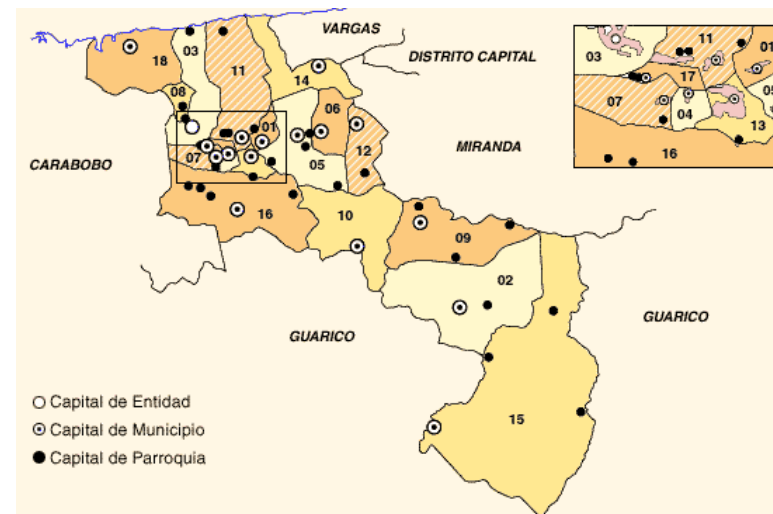 VARGAS
DISTRITO CAPITAL
03
18
11
14
08
06
01
CARABOBO
07
05
12
MIRANDA
16
10
09
02
GUARICO
GUARICO
15
11
01
03
17
07
04
05
13
16
Capital de Entidad
Capital de Municipio
Capital de Parroquia